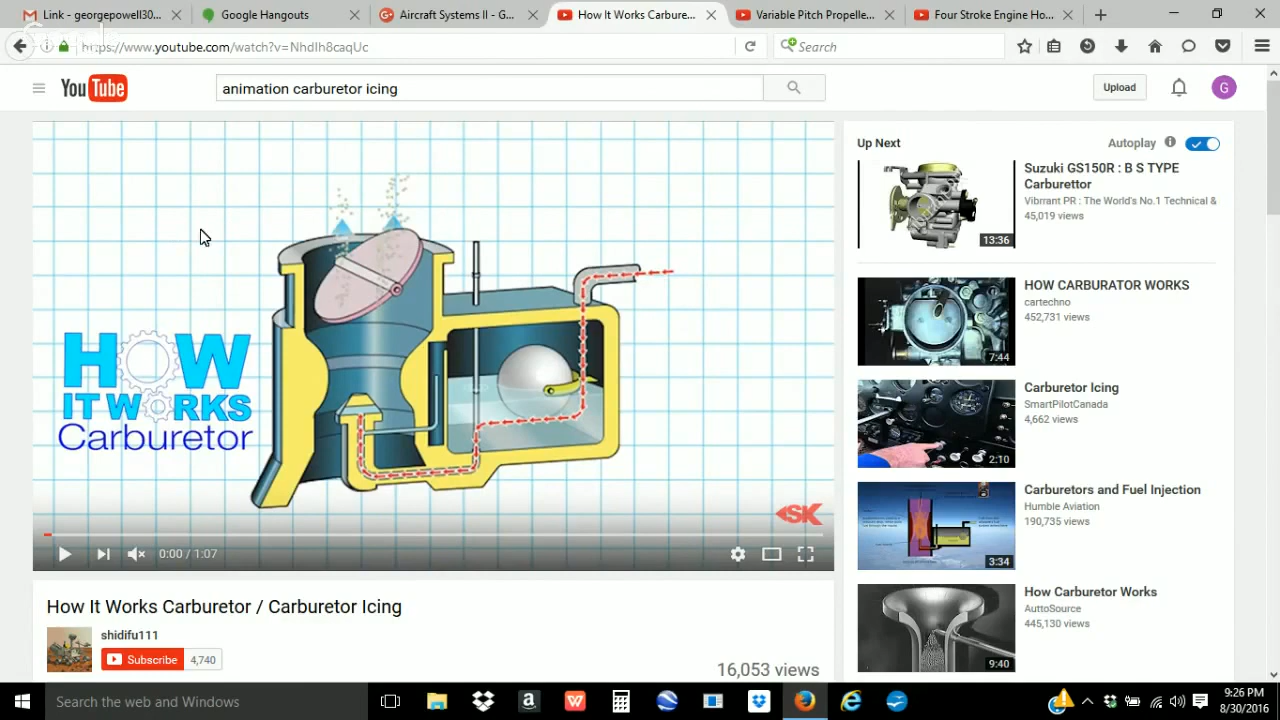 Link - georgepowell30...
Google Hangouts
Aircraft Systems II - G...
How It Works Carbure...
Variable Pitch Propelle...
Four Stroke Engine Ho...
https://www.youtube.com/watch?v=NhdIh8caqUc
Search
YouTube
animation carburetor icing
Upload
G
HOW
IT WORKS
Carburetor
SK
0:00 / 1:07
How It Works Carburetor / Carburetor Icing
shidifu111
Subscribe 4,740
16,053 views
Up Next
Autoplay
Suzuki GS150R : B S TYPE
Carburettor
Vibrrant PR : The World's No.1 Technical &
45,019 views
13:36
HOW CARBURATOR WORKS
cartechno
452,731 views
7:44
Carburetor Icing
SmartPilotCanada
4,662 views
2:10
Carburetors and Fuel Injection
Humble Aviation
190,735 views
3:34
How Carburetor Works
AuttoSource
445,130 views
9:40
Search the web and Windows
9:26 PM
8/30/2016